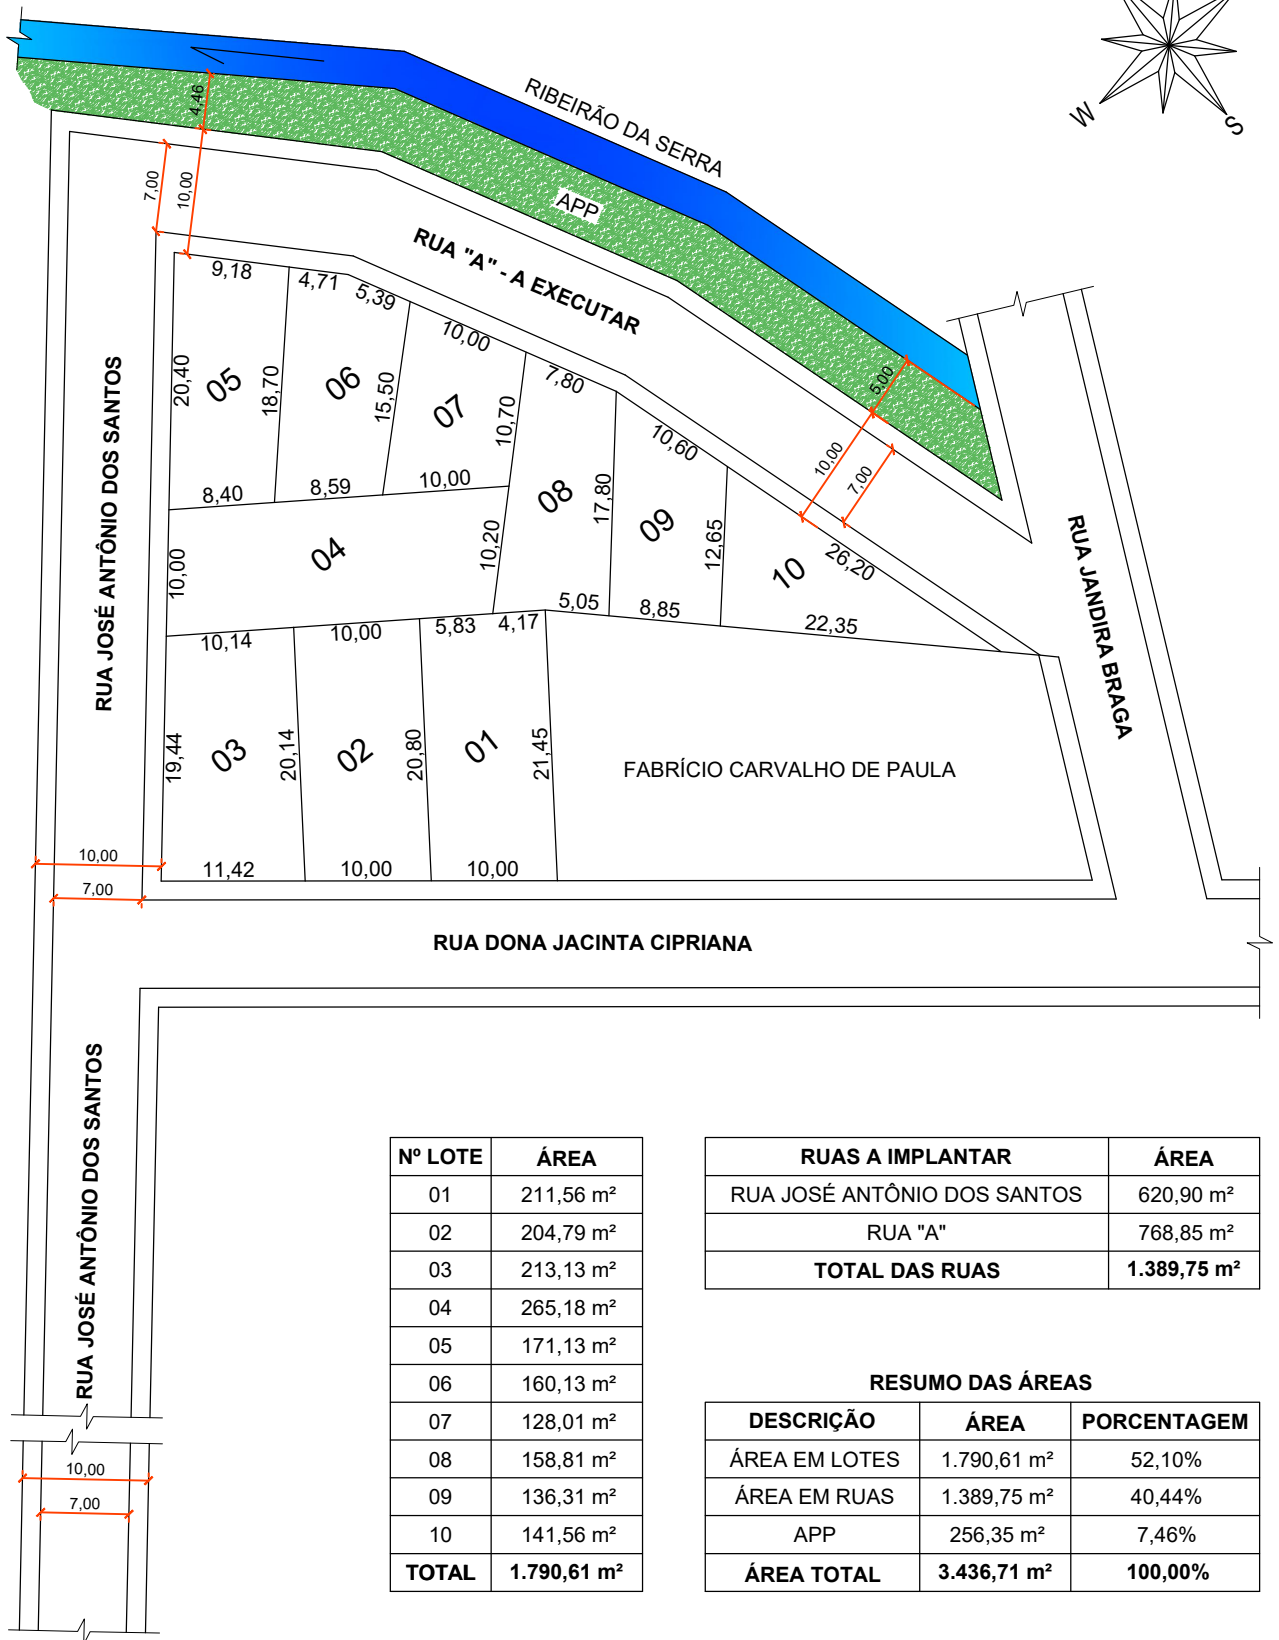 W
S
RIBEIRÃO DA SERRA
APP
RUA "A" - A EXECUTAR
4,46
7,00
10,00
9,18
4,71
5,39
10,00
7,80
10,60
26,20
5,00
10,00
7,00
RUA JOSÉ ANTÔNIO DOS SANTOS
20,40
05
18,70
06
15,50
07
10,70
08
17,80
09
12,65
10
8,40
8,59
10,00
10,00
04
10,20
5,05
8,85
22,35
RUA JANDIRA BRAGA
10,14
10,00
5,83
4,17
19,44
03
20,14
02
20,80
01
21,45
FABRÍCIO CARVALHO DE PAULA
11,42
10,00
10,00
10,00
7,00
RUA DONA JACINTA CIPRIANA
RUA JOSÉ ANTÔNIO DOS SANTOS
10,00
7,00
Nº LOTE ÁREA
01 211,56 m²
02 204,79 m²
03 213,13 m²
04 265,18 m²
05 171,13 m²
06 160,13 m²
07 128,01 m²
08 158,81 m²
09 136,31 m²
10 141,56 m²
TOTAL 1.790,61 m²
RUAS A IMPLANTAR ÁREA
RUA JOSÉ ANTÔNIO DOS SANTOS 620,90 m²
RUA "A" 768,85 m²
TOTAL DAS RUAS 1.389,75 m²
RESUMO DAS ÁREAS
DESCRIÇÃO ÁREA PORCENTAGEM
ÁREA EM LOTES 1.790,61 m² 52,10%
ÁREA EM RUAS 1.389,75 m² 40,44%
APP 256,35 m² 7,46%
ÁREA TOTAL 3.436,71 m² 100,00%